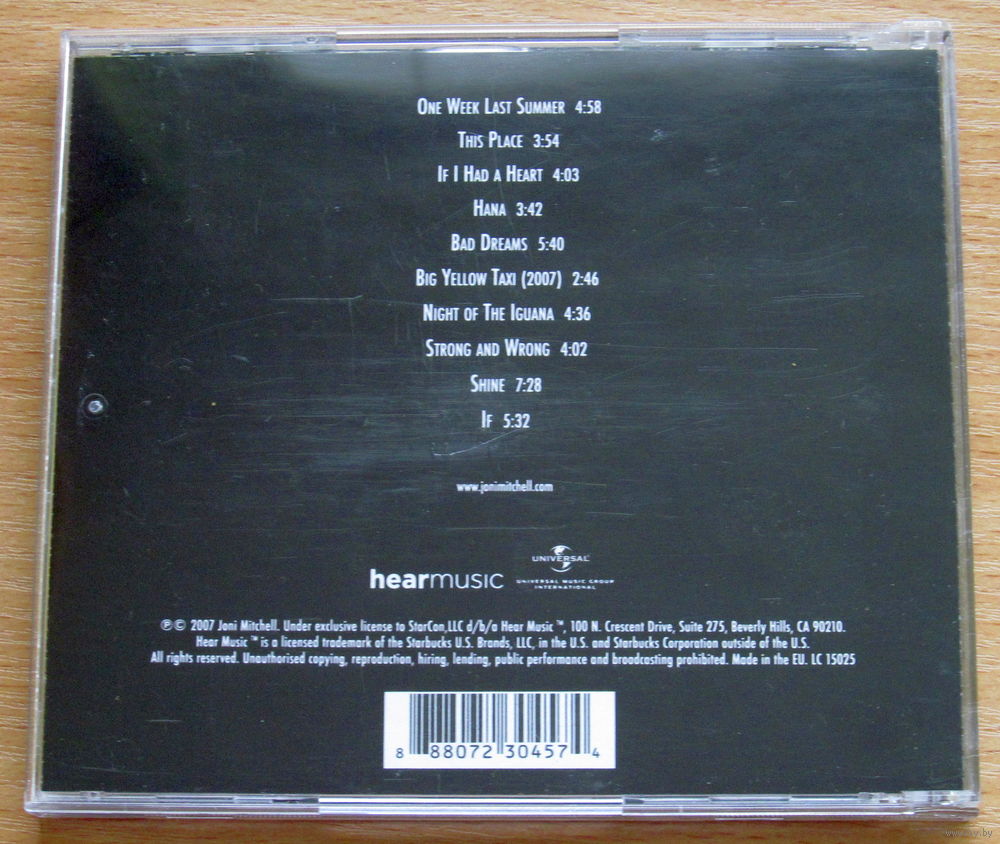 One Week Last Summer 4:58
This Place 3:54
If I Had a Heart 4:03
Hana 3:42
Bad Dreams 5:40
Big Yellow Taxi (2007) 2:46
Night of The Iguana 4:36
Strong and Wrong 4:02
Shine 7:28
If 5:32
www.jonimitchell.com
UNIVERSAL
hearmusic
UNIVERSAL MUSIC GROUP
INTERNATIONAL
℗© 2007 Joni Mitchell. Under exclusive license to StarCon,LLC d/b/a Hear Music ™, 100 N. Crescent Drive, Suite 275, Beverly Hills, CA 90210.
Hear Music ™ is a licensed trademark of the Starbucks U.S. Brands, LLC, in the U.S. and Starbucks Corporation outside of the U.S.
All rights reserved. Unauthorised copying, reproduction, hiring, lending, public performance and broadcasting prohibited. Made in the EU. LC 15025
8 88072 30457 4